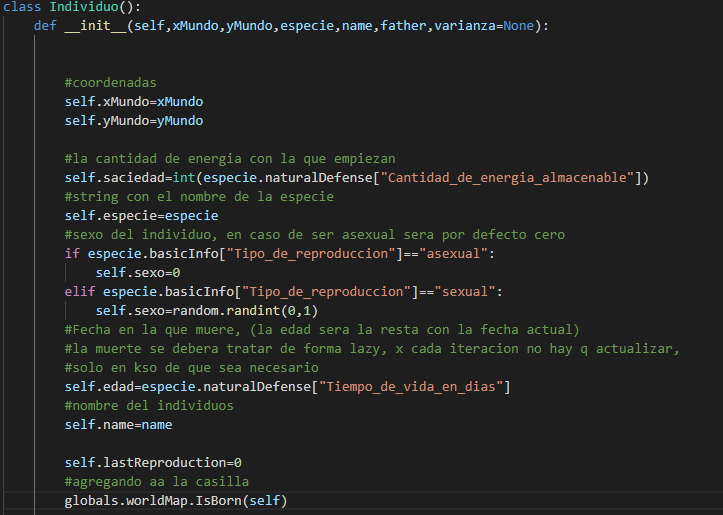 class Individuo():
def __init__(self,xMundo,yMundo,especie,name,father,varianza=None):
#coordenadas
self.xMundo=xMundo
self.yMundo=yMundo
#la cantidad de energia con la que empiezan
self.saciedad=int(especie.naturalDefense["Cantidad_de_energia_almacenable"])
#string con el nombre de la especie
self.especie=especie
#sexo del individuo, en caso de ser asexual sera por defecto cero
if especie.basicInfo["Tipo_de_reproduccion"]=="asexual":
self.sexo=0
elif especie.basicInfo["Tipo_de_reproduccion"]=="sexual":
self.sexo=random.randint(0,1)
#Fecha en la que muere, (la edad sera la resta con la fecha actual)
#la muerte se debera tratar de forma lazy, x cada iteracion no hay q actualizar,
#solo en kso de que sea necesario
self.edad=especie.naturalDefense["Tiempo_de_vida_en_dias"]
#nombre del individuos
self.name=name
self.lastReproduction=0
#agregando aa la casilla
globals.worldMap.IsBorn(self)